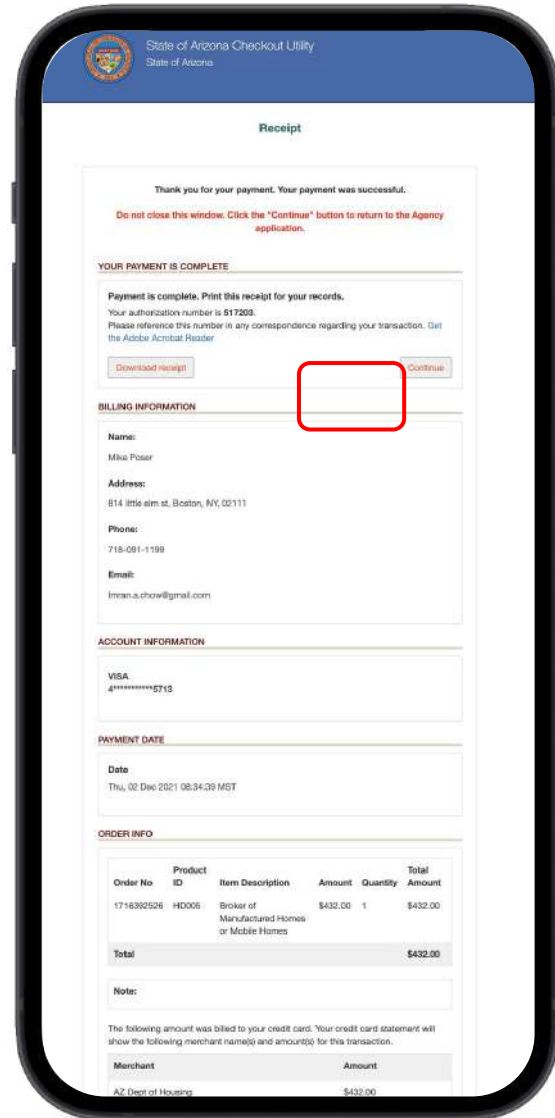 State of Arizona Checkout Utility
State of Arizona
Receipt
Thank you for your payment. Your payment was successful.
Do not close this window. Click the "Continue" button to return to the Agency
application.
YOUR PAYMENT IS COMPLETE
Payment is complete. Print this receipt for your records.
Your authorization number is 517203.
Please reference this number in any correspondence regarding your transaction. Get
the Adobe Acrobat Reader
Download receipt
Continue
BILLING INFORMATION
Name:
Mike Poser
Address:
814 little elm st, Boston, NY, 02111
Phone:
718-091-1199
Email:
Imran.a.chow@gmail.com
ACCOUNT INFORMATION
VISA
4***********5713
PAYMENT DATE
Date
Thu, 02 Dec 2021 08:34:39 MST
ORDER INFO
Product Total
Order No ID Item Description Amount Quantity Amount
1716392526 HD005 Broker of $432.00 1 $432.00
Manufactured Homes
or Mobile Homes
Total $432.00
Note:
The following amount was billed to your credit card. Your credit card statement will
show the following merchant name(s) and amount(s) for this transaction.
Merchant Amount
AZ Dept of Housing $432.00